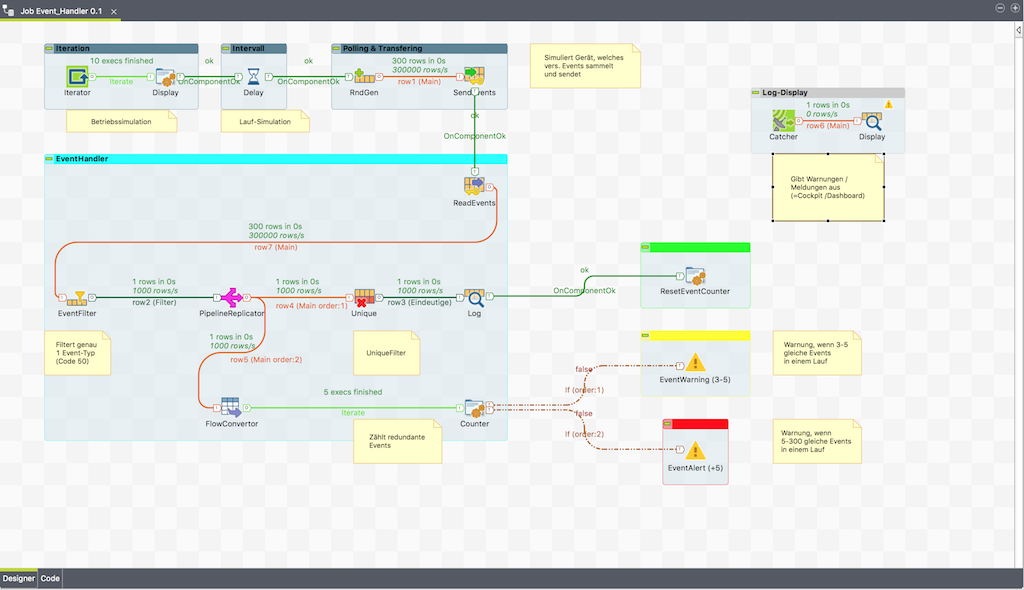 Job Event_Handler 0.1
Iteration
10 execs finished
Iterate
Iterator
Display
ok
OnComponentOk
Intervall
Delay
ok
OnComponentOk
Polling & Transfering
300 rows in 0s
300000 rows/s
row1 (Main)
RndGen
SendEvents
Betriebssimulation
Lauf-Simulation
Simuliert Gerät, welches
vers. Events sammelt
und sendet
Log-Display
1 rows in 0s
0 rows/s
row6 (Main)
Catcher
Display
Gibt Warnungen /
Meldungen aus
(=Cockpit /Dashboard)
ok
OnComponentOk
EventHandler
ReadEvents
300 rows in 0s
300000 rows/s
row7 (Main)
1 rows in 0s
1000 rows/s
row2 (Filter)
1 rows in 0s
1000 rows/s
row4 (Main order:1)
1 rows in 0s
1000 rows/s
row3 (Eindeutige)
EventFilter
PipelineReplicator
Unique
Log
ok
OnComponentOk
ResetEventCounter
Filtert genau
1 Event-Typ
(Code 50)
1 rows in 0s
1000 rows/s
row5 (Main order:2)
UniqueFilter
5 execs finished
Iterate
FlowConvertor
Counter
Zählt redundante
Events
false
If (order:1)
false
If (order:2)
EventWarning (3-5)
Warnung, wenn 3-5
gleiche Events
in einem Lauf
EventAlert (+5)
Warnung, wenn
5-300 gleiche Events
in einem Lauf
Designer
Code